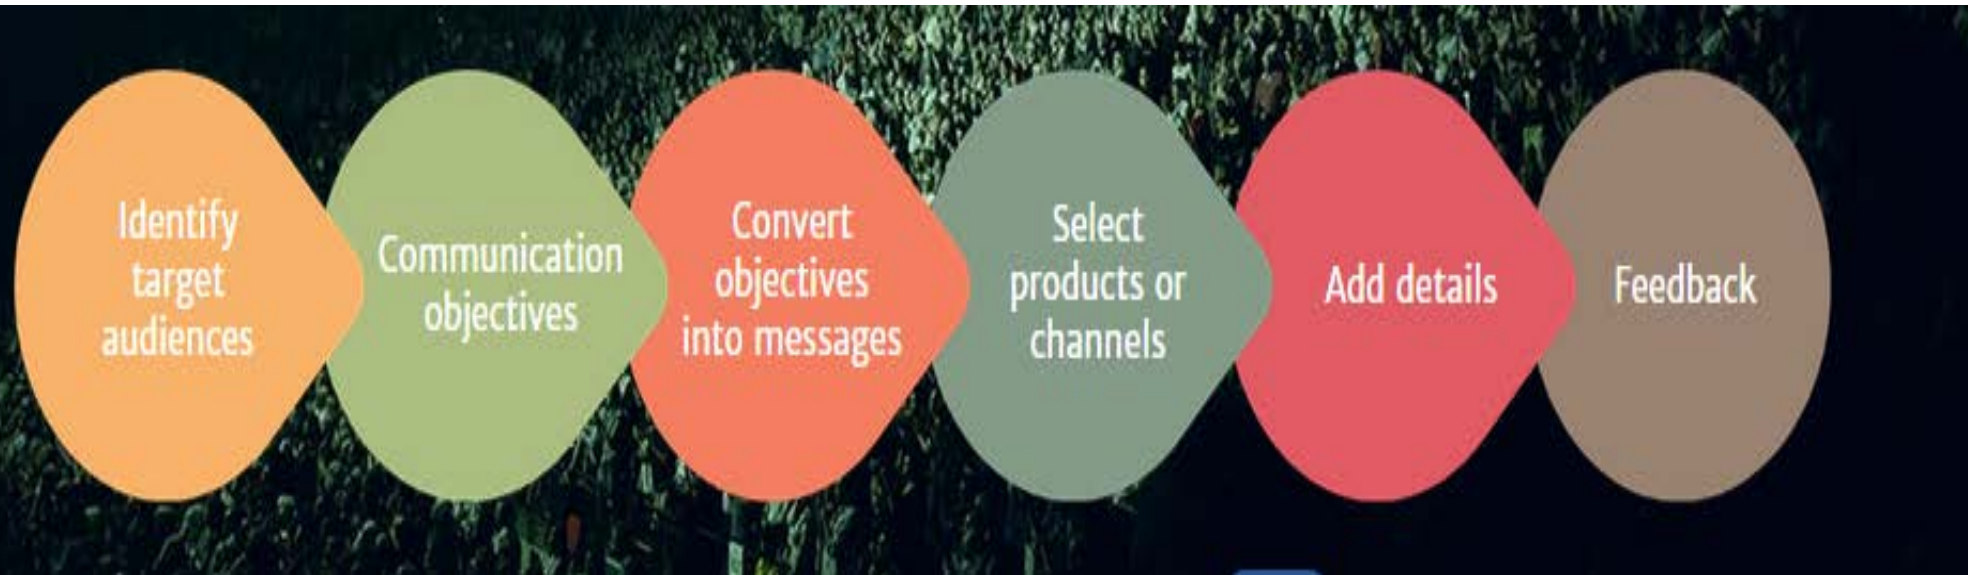 Identify
target
audiences
Communication
objectives
Convert
objectives
into messages
Select
products or
channels
Add details
Feedback